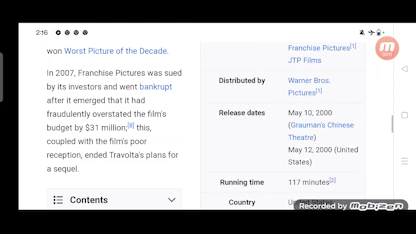 2:16
won Worst Picture of the Decade.
In 2007, Franchise Pictures was sued
by its investors and went bankrupt
after it emerged that it had
fraudulently overstated the film's
budget by $31 million;[8] this,
coupled with the film's poor
reception, ended Travolta's plans for
a sequel.
Contents
Franchise Pictures[1]
JTP Films
Distributed by
Warner Bros.
Pictures[1]
Release dates
May 10, 2000
(Grauman's Chinese
Theatre)
May 12, 2000 (United
States)
Running time
117 minutes[2]
Country
Recorded by
MOBIZEN